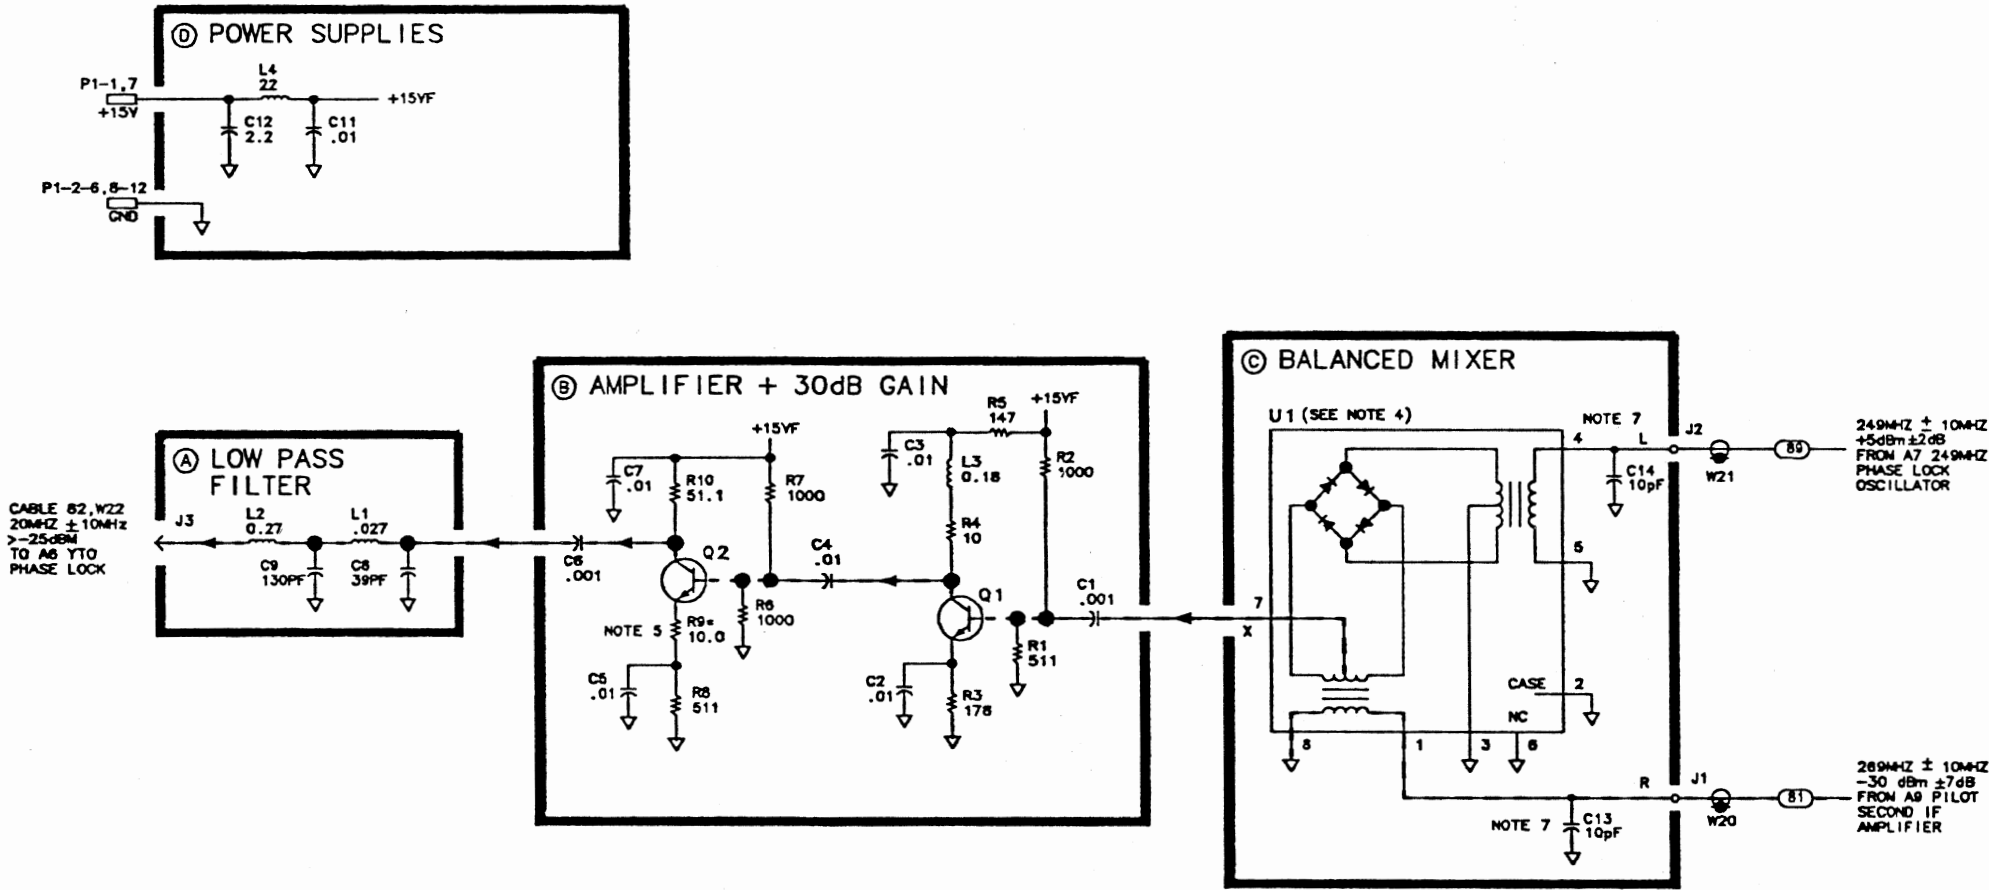 D POWER SUPPLIES
P1-1,7
+15V
L4
22
+15VF
C12
2.2
C11
.01
P1-2-6,8-12
GND
A LOW PASS
FILTER
CABLE 82,W22
20MHZ ± 10MHz
>-25dBM
TO A6 YTO
PHASE LOCK
J3
L2
0.27
L1
.027
C9
130PF
C8
39PF
B AMPLIFIER + 30dB GAIN
C6
.001
C7
.01
R10
51.1
+15VF
R7
1000
Q2
NOTE 5
R9*
10.0
R6
1000
C5
.01
R8
511
C4
.01
C3
.01
R5
147
+15VF
L3
0.18
R2
1000
R4
10
Q1
C1
.001
R1
511
C2
.01
R3
178
C BALANCED MIXER
U1 (SEE NOTE 4)
7
X
4
NOTE 7
L
J2
C14
10pF
W21
89
249MHZ ± 10MHZ
+5dBm ±2dB
FROM A7 249MHZ
PHASE LOCK
OSCILLATOR
5
CASE
2
NC
8
1
3
6
R
J1
NOTE 7
C13
10pF
W20
81
269MHZ ± 10MHZ
-30 dBm ±7dB
FROM A9 PILOT
SECOND IF
AMPLIFIER